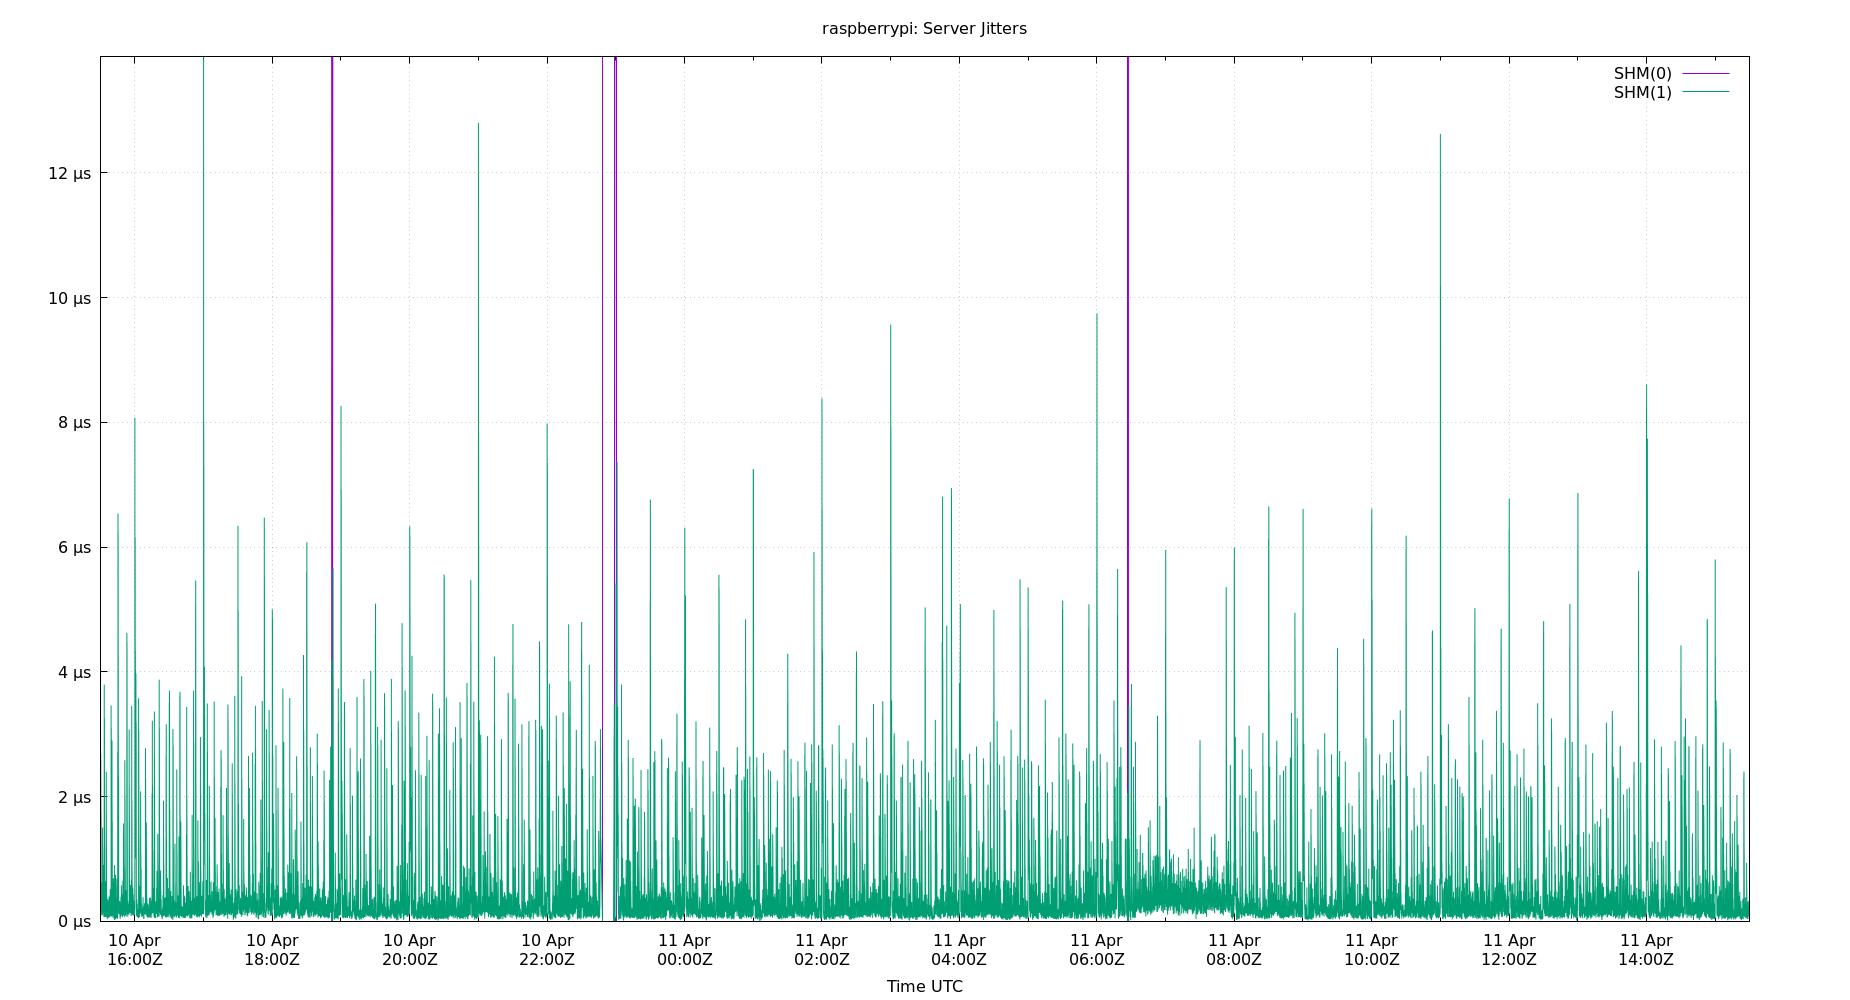 raspberrypi: Server Jitters
SHM(0)
SHM(1)
12 µs
10 µs
8 µs
6 µs
4 µs
2 µs
0 µs
10 Apr 10 Apr 10 Apr 10 Apr 11 Apr 11 Apr 11 Apr 11 Apr 11 Apr 11 Apr 11 Apr 11 Apr
16:00Z 18:00Z 20:00Z 22:00Z 00:00Z 02:00Z 04:00Z 06:00Z 08:00Z 10:00Z 12:00Z 14:00Z
Time UTC